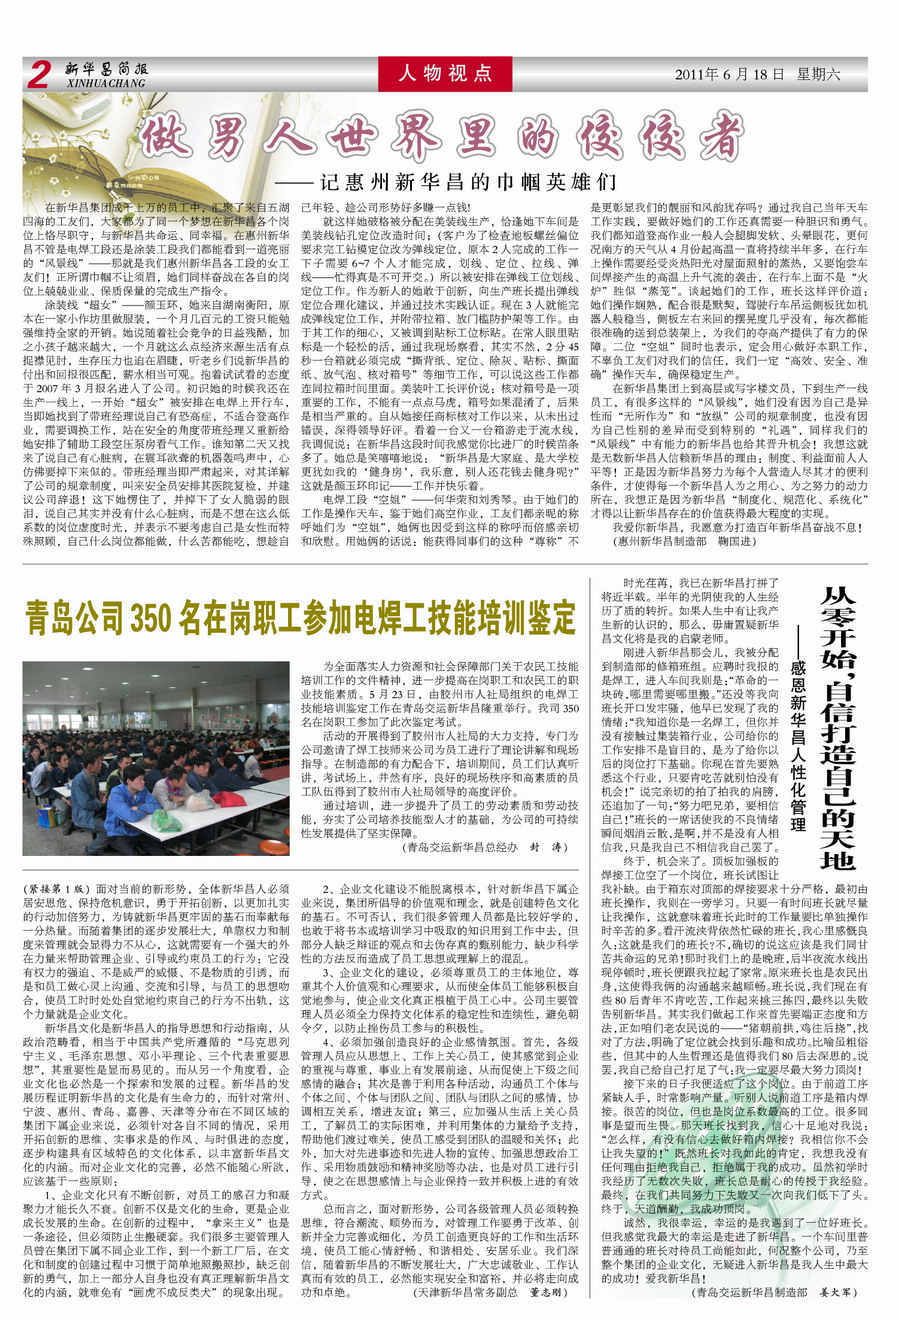 2
新华昌简报
XINHUACHANG
人物视点
2011年6月18日 星期六
做男人世界里的佼佼者
——记惠州新华昌的巾帼英雄们
在新华昌集团成千上万的员工中，汇聚了来自五湖
四海的工友们，大家都为了同一个梦想在新华昌各个岗
位上恪尽职守，与新华昌共命运、同幸福。在惠州新华
昌不管是电焊工段还是涂装工段我们都能看到一道亮丽
的“风景线”——那就是我们惠州新华昌各工段的女工
友们！正所谓巾帼不让须眉，她们同样奋战在各自的岗
位上兢兢业业、保质保量的完成生产指令。
涂装线“超女”——颜玉环，她来自湖南衡阳，原
本在一家小作坊里做服装，一个月几百元的工资只能勉
强维持全家的开销。她说随着社会竞争的日益残酷，加
之小孩子越来越大，一个月就这么点经济来源生活有点
捉襟见肘，生存压力也迫在眉睫，听老乡们说新华昌的
付出和回报很匹配，薪水相当可观。抱着试试看的态度
于2007年3月报名进入了公司。初识她的时候我还在
生产一线上，一开始“超女”被安排在电焊上开行车，
当即她找到了带班经理说自己有恐高症，不适合登高作
业，需要调换工作，站在安全的角度带班经理又重新给
她安排了辅助工段空压泵房看气工作。谁知第二天又找
来了说自己有心脏病，在震耳欲聋的机器轰鸣声中，心
仿佛要掉下来似的。带班经理当即严肃起来，对其详解
了公司的规章制度，叫来安全员安排其医院复检，并建
议公司辞退！这下她愣住了，并掉下了女人脆弱的眼
泪，说自己其实并没有什么心脏病，而是不想在这么低
系数的岗位虚度时光，并表示不要考虑自己是女性而特
殊照顾，自己什么岗位都能做，什么苦都能吃，想趁自
己年轻、趁公司形势好多赚一点钱！
就这样她破格被分配在美装线生产，恰逢她下车间是
美装线钻孔定位改造时间；（客户为了检查地板螺丝偏位
要求完工钻模定位改为弹线定位，原本2人完成的工作一
下子需要6~7个人才能完成，划线、定位、拉线、弹
线——忙得真是不可开交。）所以被安排在弹线工位划线、
定位工作。作为新人的她敢于创新，向生产班长提出弹线
定位合理化建议，并通过技术实践认证。现在3人就能完
成弹线定位工作，并附带拉箱、放门槛防护架等工作。由
于其工作的细心，又被调到贴标工位标贴。在常人眼里贴
标是一个轻松的活，通过我现场察看，其实不然，2分45
秒一台箱就必须完成“撕背纸、定位、除灰、贴标、撕面
纸、放气泡、核对箱号”等细节工作，可以说这些工作都
连同拉箱时间里面。美装叶工长评价说：核对箱号是一项
重要的工作，不能有一点点马虎，箱号如果混淆了，后果
是相当严重的。自从她接任商标核对工作以来，从未出过
错误，深得领导好评。看着一台又一台箱游走于流水线，
我调侃说：在新华昌这段时间我感觉你比进厂的时候苗条
多了。她总是笑嘻嘻地说：“新华昌是大家庭、是大学校
更犹如我的‘健身房’，我乐意，别人还花钱去健身呢？”
这就是颜玉环印记——工作并快乐着。
电焊工段“空姐”——何华荣和刘秀琴。由于她们的
工作是操作天车，鉴于她们高空作业，工友们都亲昵的称
呼她们为“空姐”，她俩也因受到这样的称呼而倍感亲切
和欣慰。用她俩的话说：能获得同事们的这种“尊称”不
是更彰显我们的靓丽和风韵犹存吗？通过我自己当年天车
工作实践，要做好她们的工作还真需要一种胆识和勇气。
我们都知道登高作业一般人会腿脚发软、头晕眼花，更何
况南方的天气从4月份起高温一直将持续半年多，在行车
上操作需要经受炎热阳光对屋面照射的蒸热，又要饱尝车
间焊接产生的高温上升气流的袭击，在行车上面不是“火
炉”胜似“蒸笼”。谈起她们的工作，班长这样评价道：
她们操作娴熟，配合很是默契，驾驶行车吊运侧板犹如机
器人般稳当，侧板左右来回的摆晃度几乎没有，每次都能
很准确的送到总装架上，为我们的夺高产提供了有力的保
障。二位“空姐”同时也表示，定会用心做好本职工作，
不辜负工友们对我们的信任，我们一定“高效、安全、准
确”操作天车，确保稳定生产。
在新华昌集团上到高层或写字楼文员，下到生产一线
员工，有很多这样的“风景线”，她们没有因为自己是异
性而“无所作为”和“放纵”公司的规章制度，也没有因
为自己性别的差异而受到特别的“礼遇”，同样我们的
“风景线”中有能力的新华昌也给其晋升机会！我想这就
是无数新华昌人信赖新华昌的理由：制度、利益面前人人
平等！正是因为新华昌努力为每个人营造人尽其才的便利
条件，才使得每一个新华昌人为之用心、为之努力的动力
所在，我想正是因为新华昌“制度化、规范化、系统化”
才得以让新华昌存在的价值获得最大程度的实现。
我爱你新华昌，我愿意为打造百年新华昌奋战不息！
（惠州新华昌制造部 鞠国进）
青岛公司350名在岗职工参加电焊工技能培训鉴定
为全面落实人力资源和社会保障部门关于农民工技能
培训工作的文件精神，进一步提高在岗职工和农民工的职
业技能素质。5月23日，由胶州市人社局组织的电焊工
技能培训鉴定工作在青岛交运新华昌隆重举行。我司350
名在岗职工参加了此次鉴定考试。
活动的开展得到了胶州市人社局的大力支持，专门为
公司邀请了焊工技师来公司为员工进行了理论讲解和现场
指导。在制造部的有力配合下，培训期间，员工们认真听
讲，考试场上，井然有序，良好的现场秩序和高素质的员
工队伍得到了胶州市人社局领导的高度评价。
通过培训，进一步提升了员工的劳动素质和劳动技
能，夯实了公司培养技能型人才的基础，为公司的可持续
性发展提供了坚实保障。
（青岛交运新华昌总经办 封 涛）
（紧接第1版）面对当前的新形势，全体新华昌人必须
居安思危、保持危机意识，勇于开拓创新，以更加扎实
的行动加倍努力，为铸就新华昌更牢固的基石而奉献每
一分热量。而随着集团的逐步发展壮大，单靠权力和制
度来管理就会显得力不从心，这就需要有一个强大的外
在力量来帮助管理企业、引导或约束员工的行为；它没
有权力的强迫、不是威严的威慑、不是物质的引诱，而
是和员工做心灵上沟通、交流和引导，与员工的思想吻
合，使员工时时处处自觉地约束自己的行为不出轨，这
个力量就是企业文化。
新华昌文化是新华昌人的指导思想和行动指南，从
政治范畴看，相当于中国共产党所遵循的“马克思列
宁主义、毛泽东思想、邓小平理论、三个代表重要思
想”，其重要性是显而易见的。而从另一个角度看，企
业文化也必然是一个探索和发展的过程。新华昌的发
展历程证明新华昌的文化是有生命力的，而针对常州、
宁波、惠州、青岛、嘉善、天津等分布在不同区域的
集团下属企业来说，必须针对各自不同的情况，采用
开拓创新的思维、实事求是的作风、与时俱进的态度，
逐步构建具有区域特色的文化体系，以丰富新华昌文
化的内涵。而对企业文化的完善，必然不能随心所欲，
应该基于一些原则：
1、企业文化只有不断创新，对员工的感召力和凝
聚力才能长久不衰。创新不仅是文化的生命，更是企业
成长发展的生命。在创新的过程中，“拿来主义”也是
一条途径，但必须防止生搬硬套。我们很多主要管理人
员曾在集团下属不同企业工作，到一个新工厂后，在文
化和制度的创建过程中习惯于简单地照搬照抄，缺乏创
新的勇气，加上一部分人自身也没有真正理解新华昌文
化的内涵，就难免有“画虎不成反类犬”的现象出现。
2、企业文化建设不能脱离根本，针对新华昌下属企
业来说，集团所倡导的价值观和理念，就是创建特色文化
的基石。不可否认，我们很多管理人员都是比较好学的，
也敢于将书本或培训学习中吸取的知识用到工作中去，但
部分人缺乏辩证的观点和去伪存真的甄别能力，缺少科学
性的方法反而造成了员工思想或理解上的混乱。
3、企业文化的建设，必须尊重员工的主体地位，尊
重其个人价值观和心理要求，从而使全体员工能够积极自
觉地参与，使企业文化真正根植于员工心中。公司主要管
理人员必须全力保持文化体系的稳定性和连续性，避免朝
令夕，以防止挫伤员工参与的积极性。
4、必须加强创造良好的企业感情氛围。首先，各级
管理人员应从思想上、工作上关心员工，使其感觉到企业
的重视与尊重，事业上有发展前途，从而促使上下级之间
感情的融合；其次是善于利用各种活动，沟通员工个体与
个体之间、个体与团队之间、团队与团队之间的感情，协
调相互关系，增进友谊；第三，应加强从生活上关心员
工，了解员工的实际困难，并利用集体的力量给予支持，
帮助他们渡过难关，使员工感受到团队的温暖和关怀；此
外，加大对先进事迹和先进人物的宣传、加强思想政治工
作、采用物质鼓励和精神奖励等办法，也是对员工进行引
导，使之在思想感情上与企业保持一致并积极上进的有效
方式。
总而言之，面对新形势，公司各级管理人员必须转换
思维，符合潮流、顺势而为，对管理工作要勇于改革、创
新并全力完善或细化，为员工创造更良好的工作和生活环
境，使员工能心情舒畅、和谐相处、安居乐业。我们深
信，随着新华昌的不断发展壮大，广大忠诚敬业、工作认
真而有效的员工，必然能实现安全和富裕，并必将走向成
功和卓绝。 （天津新华昌常务副总 董志刚）
从零开始，自信打造自己的天地
——感恩新华昌人性化管理
时光荏苒，我已在新华昌打拼了
将近半载。半年的光阴使我的人生经
历了质的转折。如果人生中有让我产
生新的认识的，那么，毋庸置疑新华
昌文化将是我的启蒙老师。
刚进入新华昌那会儿，我被分配
到制造部的修箱班组。应聘时我报的
是焊工，进入车间我则是：“革命的一
块砖，哪里需要哪里搬。”还没等我向
班长开口发牢骚，他早已发现了我的
情绪：“我知道你是一名焊工，但你并
没有接触过集装箱行业，公司给你的
工作安排不是盲目的，是为了给你以
后的岗位打下基础。你现在首先要熟
悉这个行业，只要肯吃苦就别怕没有
机会！”说完亲切的拍了拍我的肩膀，
还追加了一句：“努力吧兄弟，要相信
自己！”班长的一席话使我的不良情绪
瞬间烟消云散，是啊，并不是没有人相
信我，只是我自己不相信我自己罢了。
终于，机会来了。顶板加强板的
焊接工位空了一个岗位，班长试图让
我补缺。由于箱东对顶部的焊接要求十分严格，最初由
班长操作，我则在一旁学习。只要一有时间班长就尽量
让我操作，这就意味着班长此时的工作量要比单独操作
时辛苦的多。看汗流浃背依然忙碌的班长，我心里感慨良
久：这就是我们的班长？不，确切的说这应该是我们同甘
苦共命运的兄弟！那时我们上的是晚班，后半夜流水线出
现停顿时，班长便跟我拉起了家常。原来班长也是农民出
身，这使得我俩的沟通越来越顺畅。班长说，我们现在有
些80后青年不肯吃苦，工作起来挑三拣四，最终以失败
告别新华昌。其实我们做起工作来首先要端正态度和方
法，正如咱们老农民说的——“猪朝前拱，鸡往后挠”，找
对了方法，明确了定位就会找到乐趣和成功。比喻虽粗俗
些，但其中的人生哲理还是值得我们80后去深思的。说
罢，我自己给自己打足了气：我一定要尽最大努力顶岗！
接下来的日子我便适应了这个岗位。由于前道工序
紧缺人手，时常影响产量。听别人说前道工序是箱内焊
接。很苦的岗位，但也是岗位系数最高的工位。很多同
事是望而生畏。那天班长找到我，信心十足地对我说：
“怎么样，有没有信心去做好箱内焊接？我相信你不会
让我失望的！”既然班长对我如此的肯定，我想我没有
任何理由拒绝我自己，拒绝属于我的成功。虽然初学时
我经历了无数次失败，班长总是耐心的传授于我经验。
最终，在我们共同努力下失败又一次向我们低下了头。
终于，天道酬勤，我成功顶岗。
诚然，我很幸运，幸运的是我遇到了一位好班长。
但我感觉我最大的幸运是走进了新华昌。一个车间里普
普通通的班长对待员工尚能如此，何况整个公司，乃至
整个集团的企业文化，无疑进入新华昌是我人生中最大
的成功！爱我新华昌！
（青岛交运新华昌制造部 姜大军）